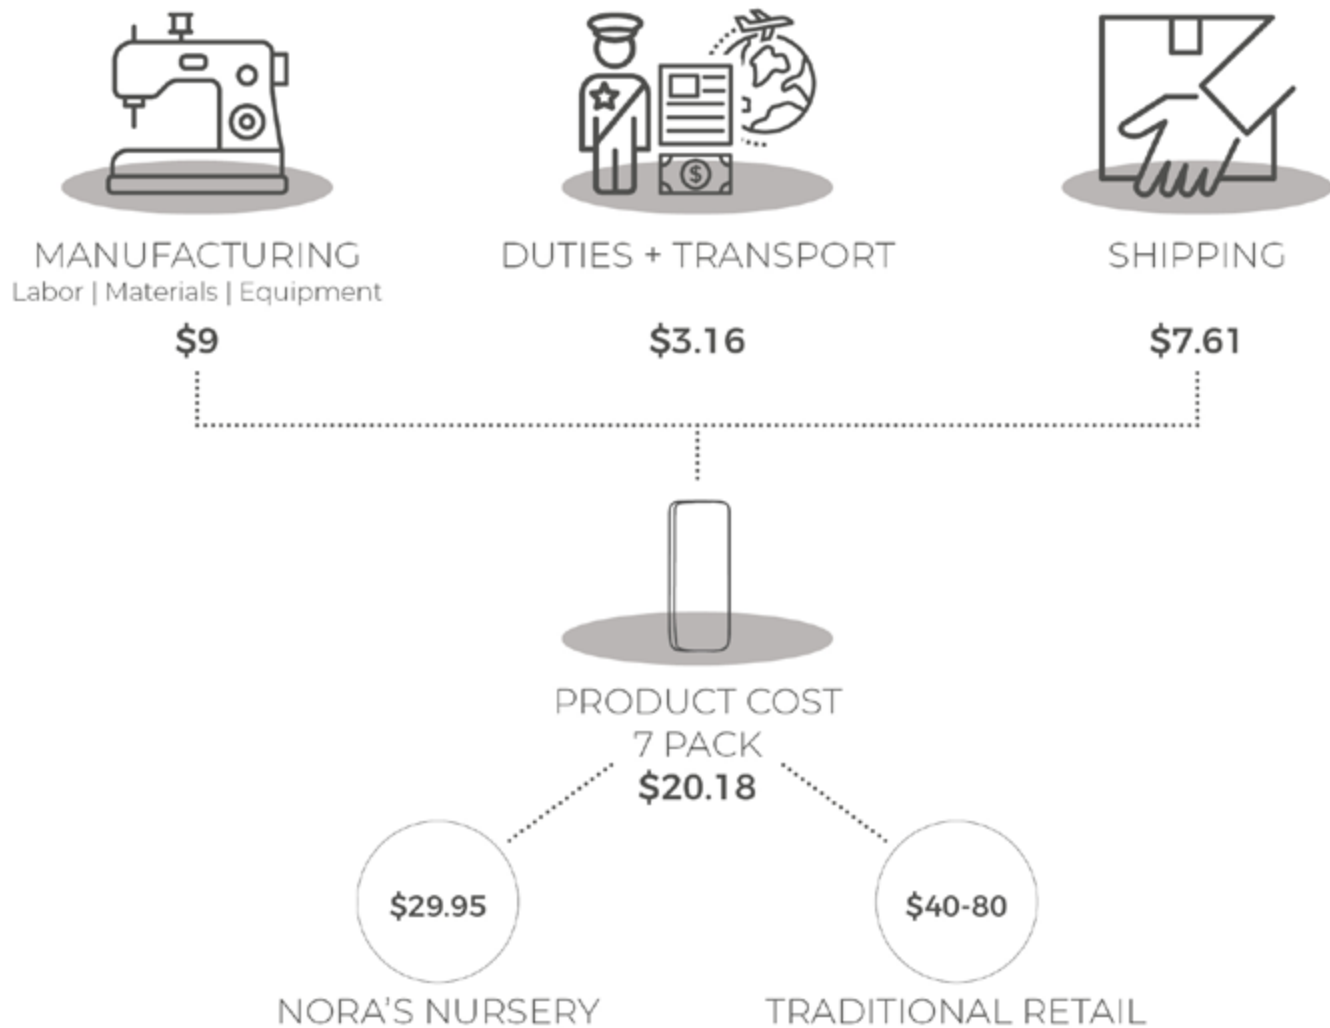 MANUFACTURING
Labor | Materials | Equipment
$9
DUTIES + TRANSPORT
$3.16
SHIPPING
$7.61
$
PRODUCT COST
7 PACK
$20.18
$29.95
NORA'S NURSERY
$40-80
TRADITIONAL RETAIL